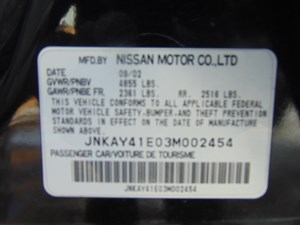 MFD.BY NISSAN MOTOR CO.,LTD
DATE 09/02
GVWR/PNBV 4855 LBS.
GAWR/PNBE FR. 2361 LBS. RR. 2516 LBS.
THIS VEHICLE CONFORMS TO ALL APPLICABLE FEDERAL
MOTOR VEHICLE SAFETY,BUMPER,AND THEFT PREVENTION
STANDARDS IN EFFECT ON THE DATE OF MANUFACTURE
SHOWN ABOVE.
JNKAY41E03M002454
PASSENGER CAR/VOITURE DE TOURISME
JNKAY41E03M002454